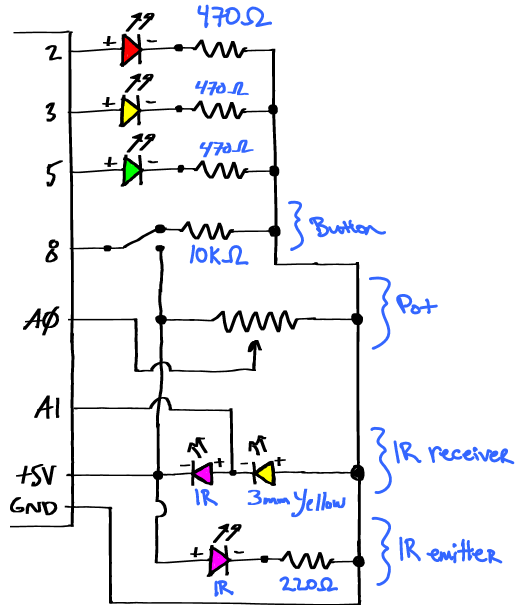 470Ω
2 + -
470Ω
3 + -
470Ω
5 + -
8
10KΩ
Button
AØ
Pot
A1
+5V - + - +
IR 3mm Yellow
IR receiver
GND
+ -
IR 220Ω
IR emitter